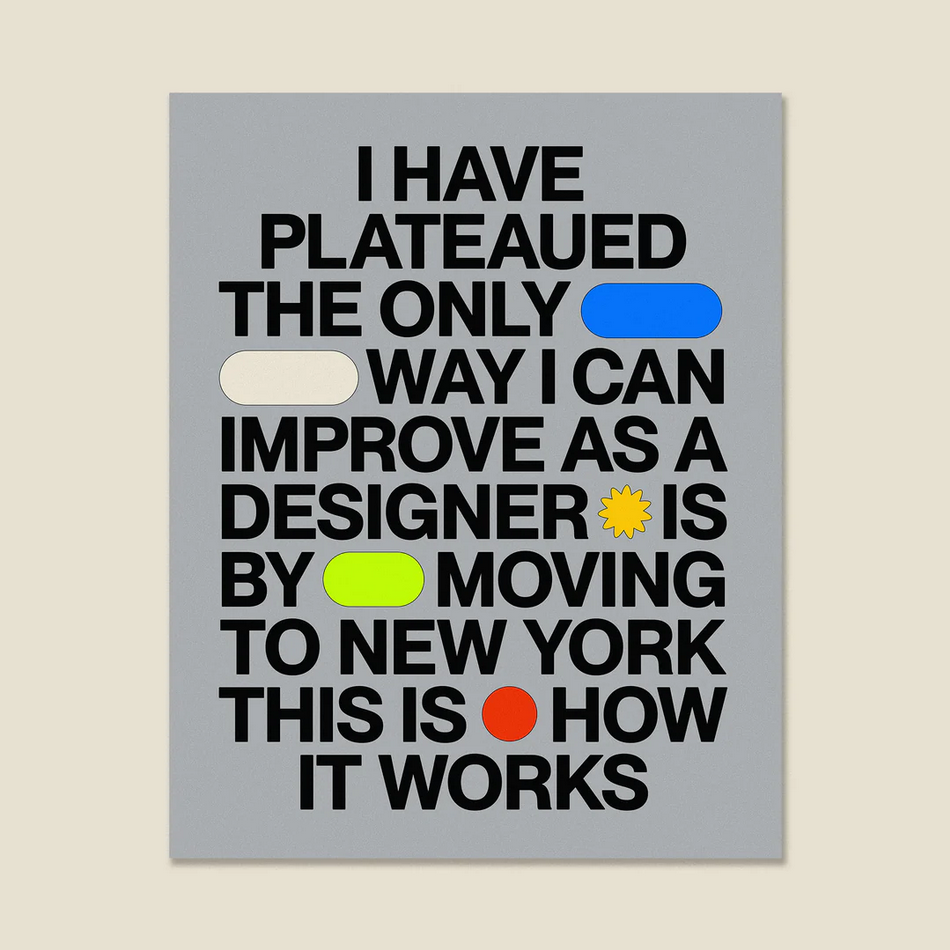 I HAVE
PLATEAUED
THE ONLY
WAY I CAN
IMPROVE AS A
DESIGNER IS
BY MOVING
TO NEW YORK
THIS IS HOW
IT WORKS